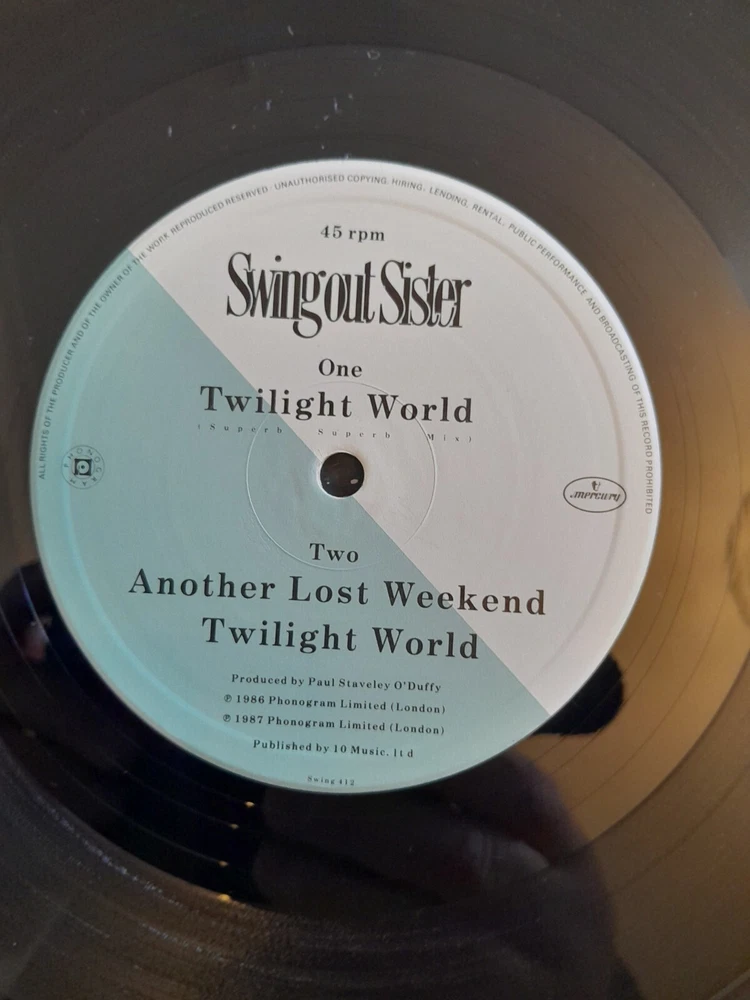 ALL RIGHTS OF THE PRODUCER AND OF THE OWNER OF THE WORK REPRODUCED RESERVED · UNAUTHORISED COPYING, HIRING, LENDING, RENTAL, PUBLIC PERFORMANCE AND BROADCASTING OF THIS RECORD PROHIBITED
45 rpm
Swing out Sister
One
Twilight World
(Superb Superb Mix)
PHONOGRAM
mercury
Two
Another Lost Weekend
Twilight World
Produced by Paul Staveley O'Duffy
℗ 1986 Phonogram Limited (London)
℗ 1987 Phonogram Limited (London)
Published by 10 Music. ltd
Swing 412